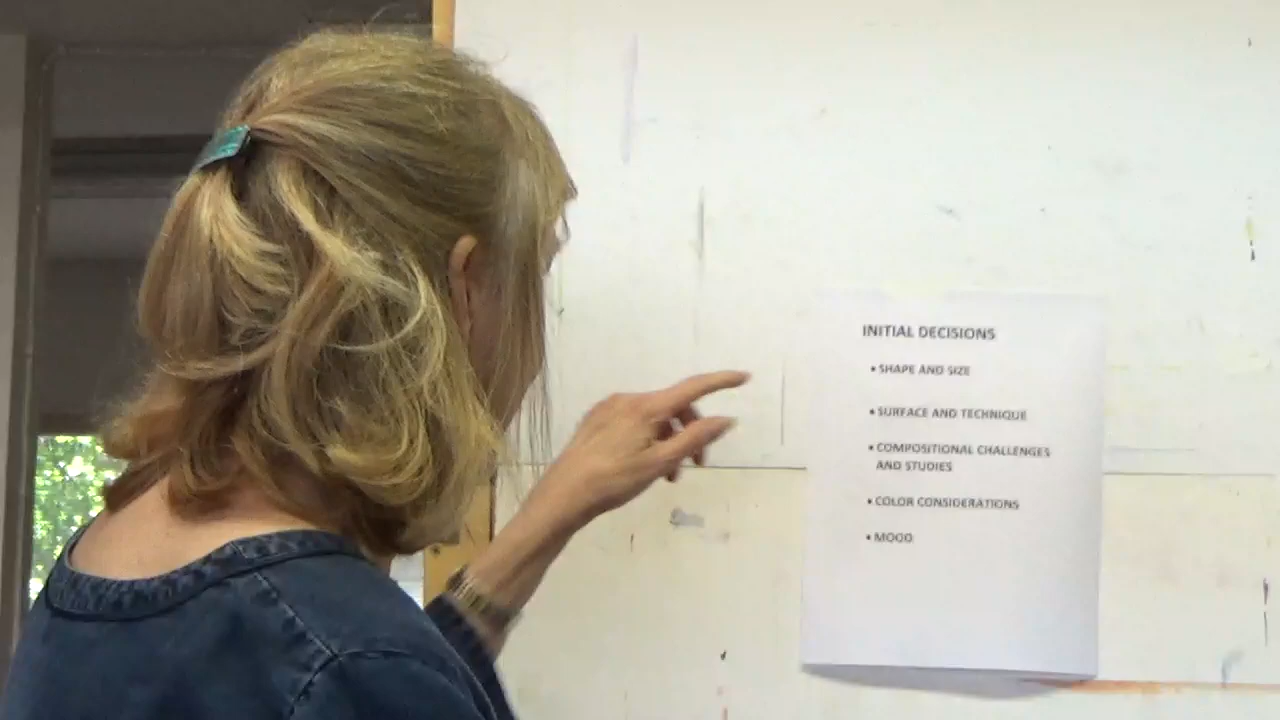 INITIAL DECISIONS
• SHAPE AND SIZE
• SURFACE AND TECHNIQUE
• COMPOSITIONAL CHALLENGES
AND STUDIES
• COLOR CONSIDERATIONS
• MOOD